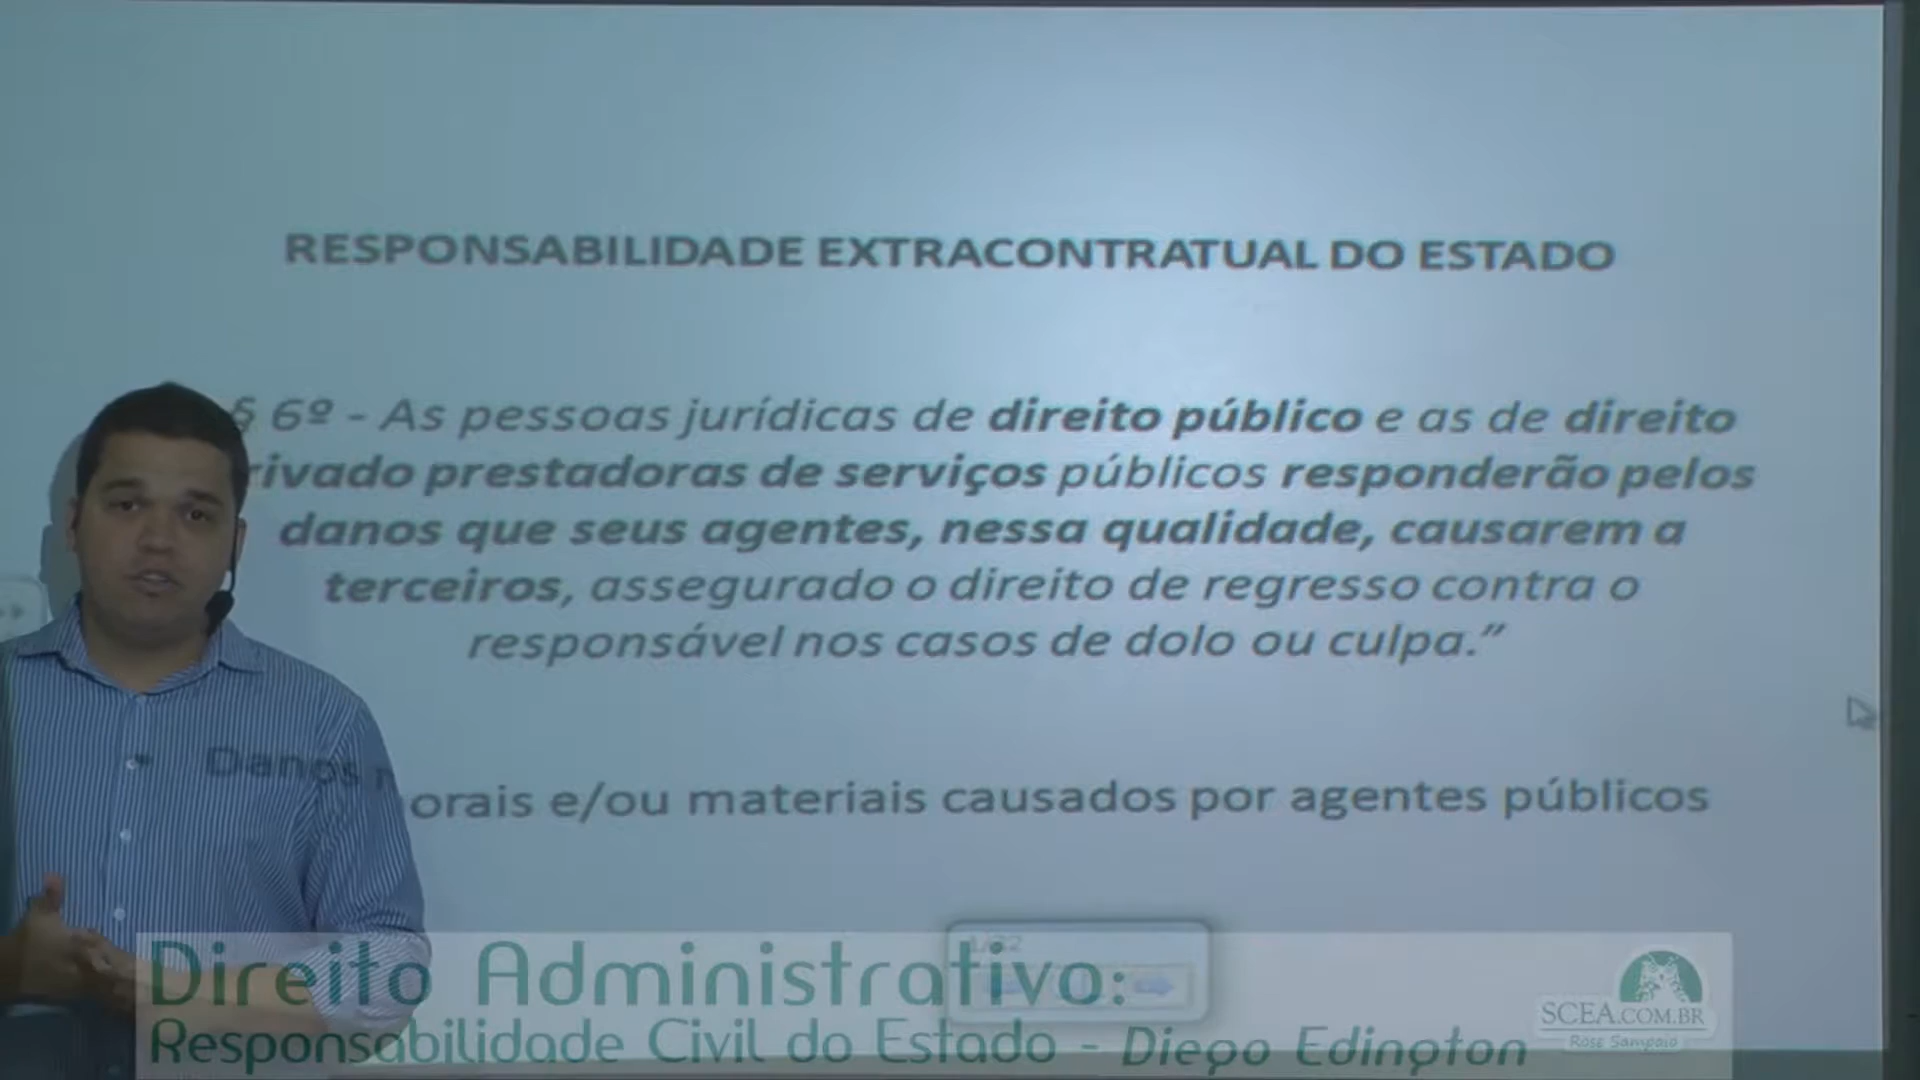 RESPONSABILIDADE EXTRACONTRATUAL DO ESTADO
§ 6º - As pessoas jurídicas de direito público e as de direito
rivado prestadoras de serviços públicos responderão pelos
danos que seus agentes, nessa qualidade, causarem a
terceiros, assegurado o direito de regresso contra o
responsável nos casos de dolo ou culpa.”
• Danos morais e/ou materiais causados por agentes públicos
Direito Administrativo:
Responsabilidade Civil do Estado - Diego Edington
SCEA.COM.BR
Rose Sampaio